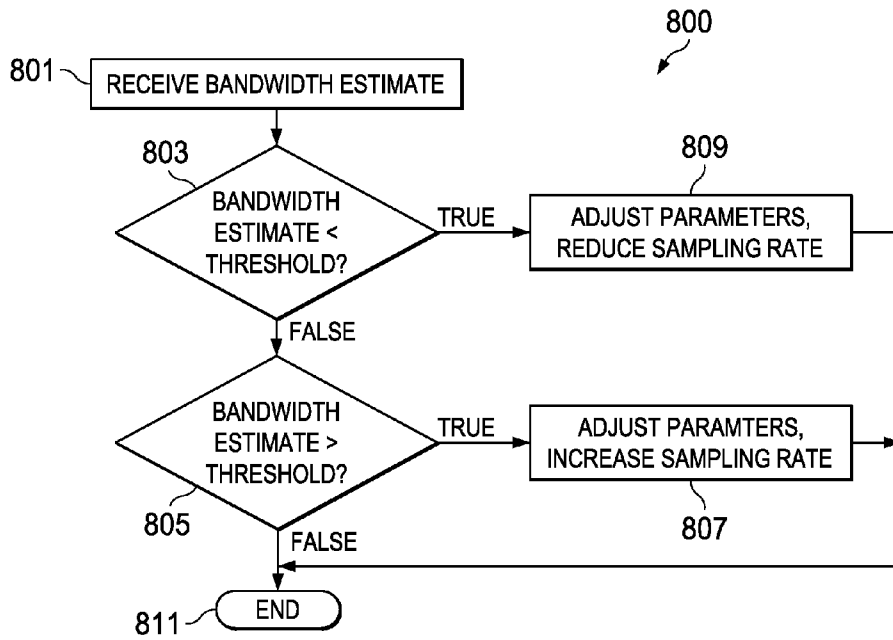 800
801
RECEIVE BANDWIDTH ESTIMATE
803
BANDWIDTH
ESTIMATE <
THRESHOLD?
TRUE
809
ADJUST PARAMETERS,
REDUCE SAMPLING RATE
FALSE
BANDWIDTH
ESTIMATE >
THRESHOLD?
805
TRUE
ADJUST PARAMTERS,
INCREASE SAMPLING RATE
807
FALSE
811
END